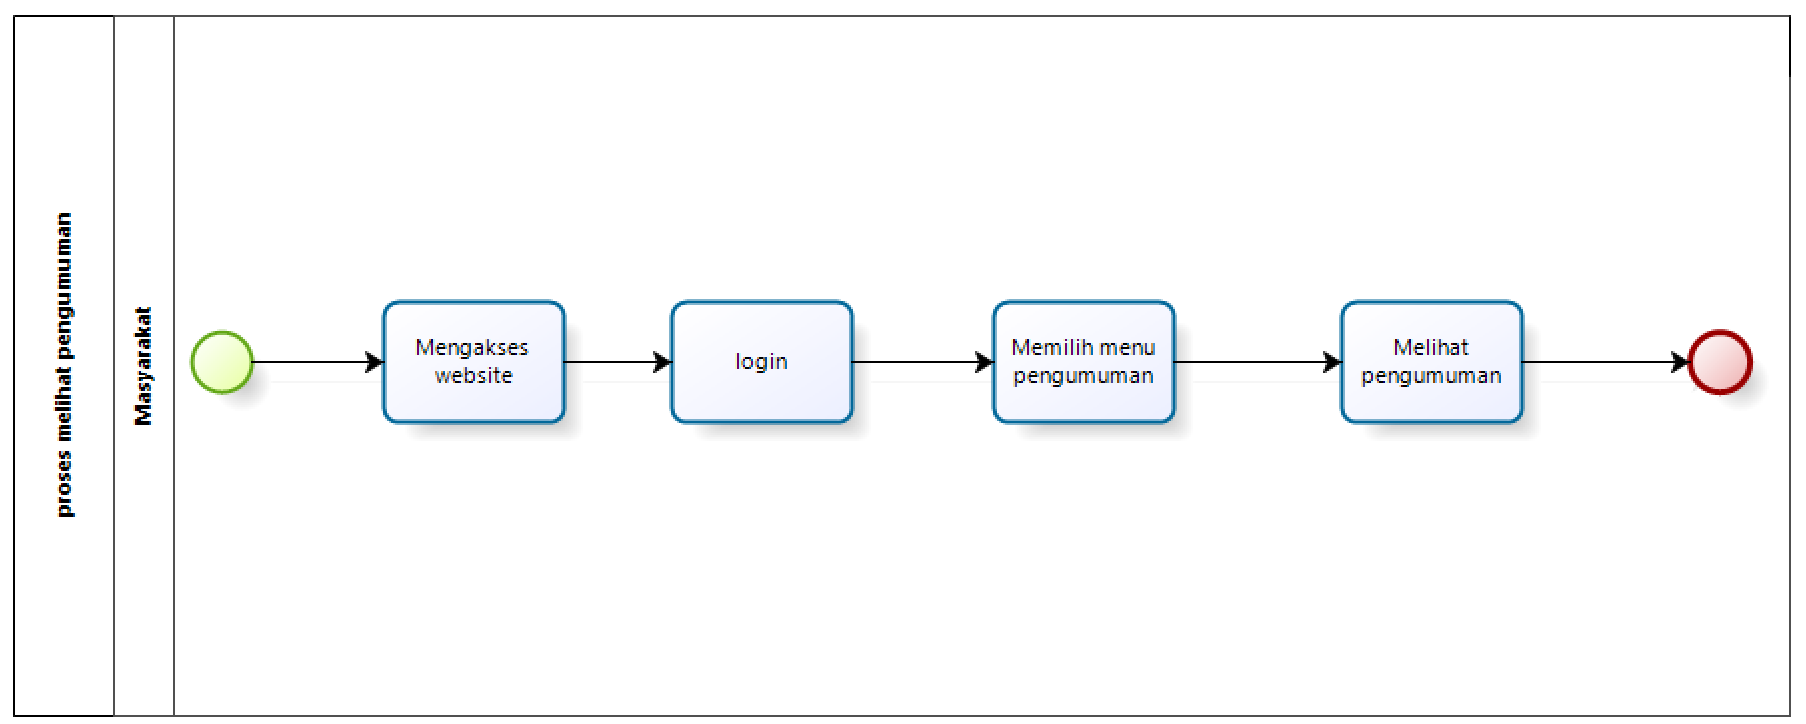 proses melihat pengumuman
Masyarakat
Mengakses
website
login
Memilih menu
pengumuman
Melihat
pengumuman